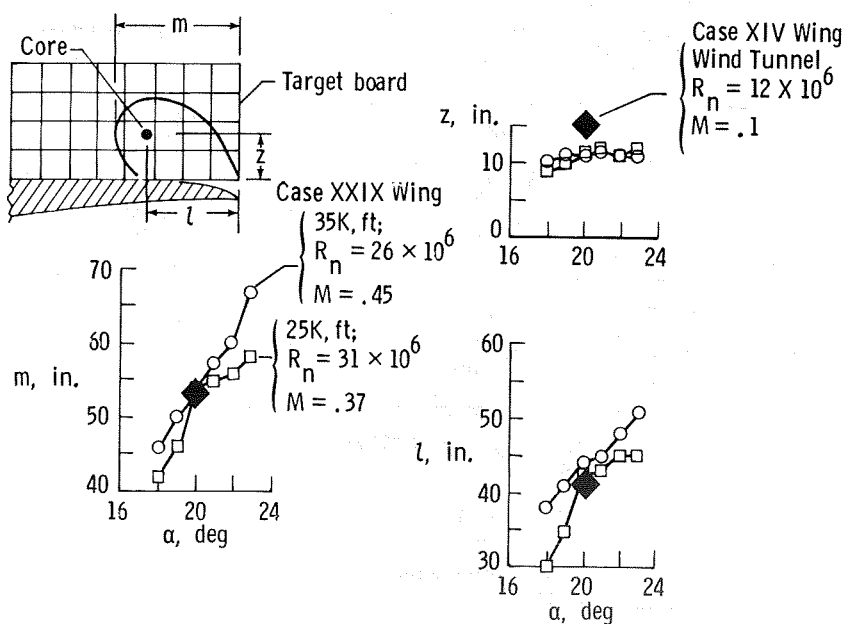 m
Core
Target board
z
l
Case XIV Wing
Wind Tunnel
R_n = 12 X 10^6
M = .1
z, in.
10
0
16
20
24
Case XXIX Wing
35K, ft;
R_n = 26 × 10^6
M = .45
25K, ft;
R_n = 31 × 10^6
M = .37
70
60
m, in.
50
40
16
20
24
α, deg
60
50
l, in.
40
30
16
20
24
α, deg